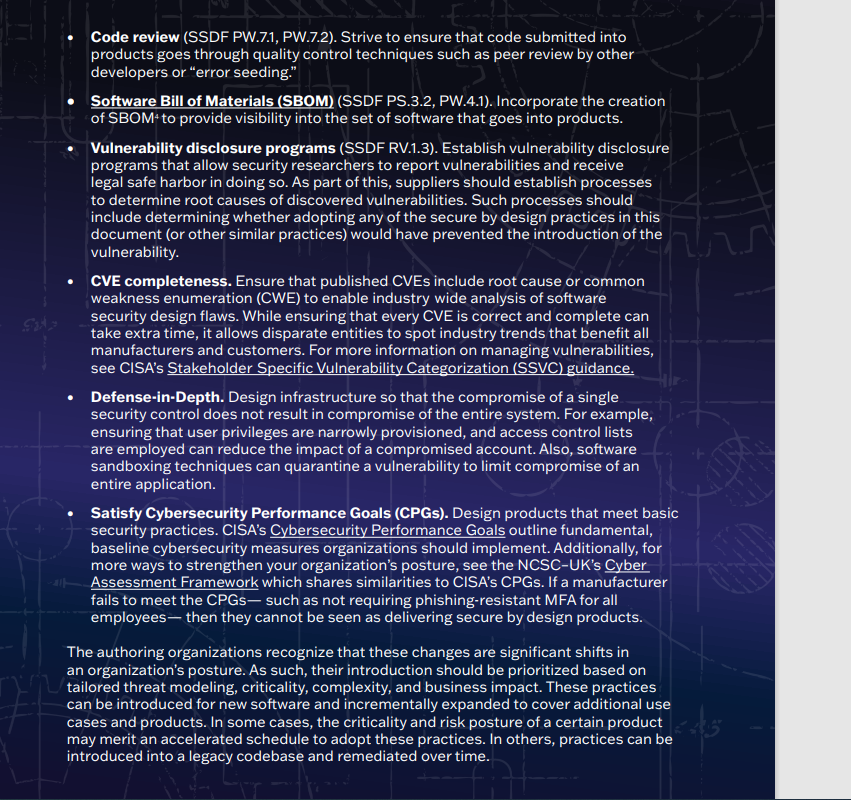 • Code review (SSDF PW.7.1, PW.7.2). Strive to ensure that code submitted into
products goes through quality control techniques such as peer review by other
developers or “error seeding.”
• Software Bill of Materials (SBOM) (SSDF PS.3.2, PW.4.1). Incorporate the creation
of SBOM⁴ to provide visibility into the set of software that goes into products.
• Vulnerability disclosure programs (SSDF RV.1.3). Establish vulnerability disclosure
programs that allow security researchers to report vulnerabilities and receive
legal safe harbor in doing so. As part of this, suppliers should establish processes
to determine root causes of discovered vulnerabilities. Such processes should
include determining whether adopting any of the secure by design practices in this
document (or other similar practices) would have prevented the introduction of the
vulnerability.
• CVE completeness. Ensure that published CVEs include root cause or common
weakness enumeration (CWE) to enable industry wide analysis of software
security design flaws. While ensuring that every CVE is correct and complete can
take extra time, it allows disparate entities to spot industry trends that benefit all
manufacturers and customers. For more information on managing vulnerabilities,
see CISA’s Stakeholder Specific Vulnerability Categorization (SSVC) guidance.
• Defense-in-Depth. Design infrastructure so that the compromise of a single
security control does not result in compromise of the entire system. For example,
ensuring that user privileges are narrowly provisioned, and access control lists
are employed can reduce the impact of a compromised account. Also, software
sandboxing techniques can quarantine a vulnerability to limit compromise of an
entire application.
• Satisfy Cybersecurity Performance Goals (CPGs). Design products that meet basic
security practices. CISA’s Cybersecurity Performance Goals outline fundamental,
baseline cybersecurity measures organizations should implement. Additionally, for
more ways to strengthen your organization’s posture, see the NCSC-UK’s Cyber
Assessment Framework which shares similarities to CISA’s CPGs. If a manufacturer
fails to meet the CPGs— such as not requiring phishing-resistant MFA for all
employees— then they cannot be seen as delivering secure by design products.
The authoring organizations recognize that these changes are significant shifts in
an organization’s posture. As such, their introduction should be prioritized based on
tailored threat modeling, criticality, complexity, and business impact. These practices
can be introduced for new software and incrementally expanded to cover additional use
cases and products. In some cases, the criticality and risk posture of a certain product
may merit an accelerated schedule to adopt these practices. In others, practices can be
introduced into a legacy codebase and remediated over time.